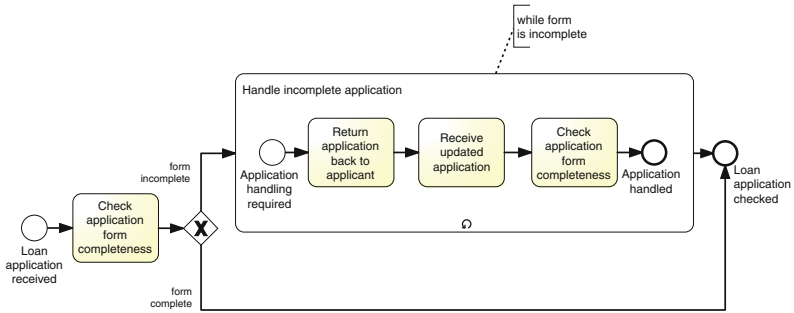 while form
is incomplete
Handle incomplete application
Return
application
back to
applicant
Receive
updated
application
Check
application
form
completeness
Application
handling
required
Application
handled
form
incomplete
Loan
application
checked
Check
application
form
completeness
X
Loan
application
received
form
complete